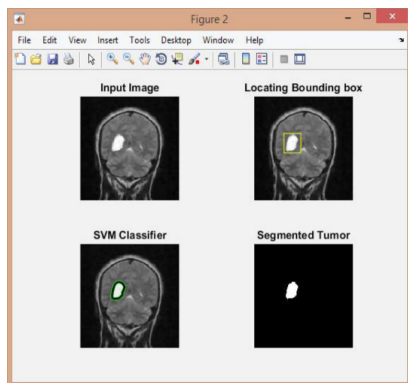 Figure 2
File Edit View Insert Tools Desktop Window Help
Input Image
Locating Bounding box
SVM Classifier
Segmented Tumor